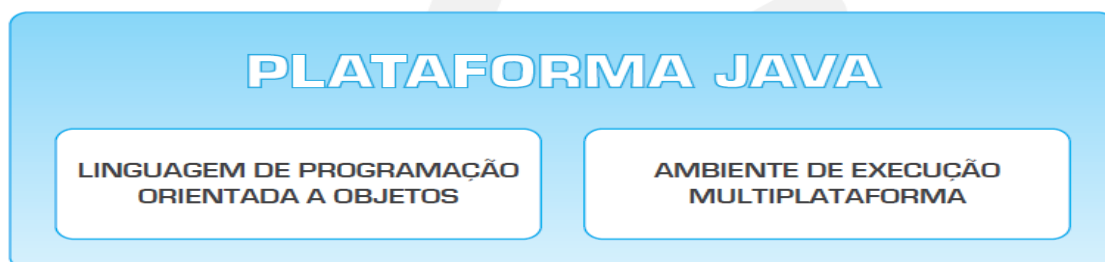 PLATAFORMA JAVA
LINGUAGEM DE PROGRAMAÇÃO
ORIENTADA A OBJETOS
AMBIENTE DE EXECUÇÃO
MULTIPLATAFORMA